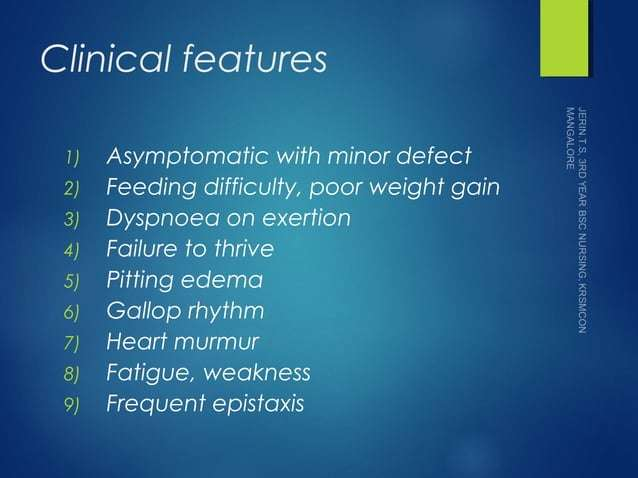 Clinical features
JERIN T.S, 3RD YEAR BSC NURSING, KRSMCON
MANGALORE
1) Asymptomatic with minor defect
2) Feeding difficulty, poor weight gain
3) Dyspnoea on exertion
4) Failure to thrive
5) Pitting edema
6) Gallop rhythm
7) Heart murmur
8) Fatigue, weakness
9) Frequent epistaxis